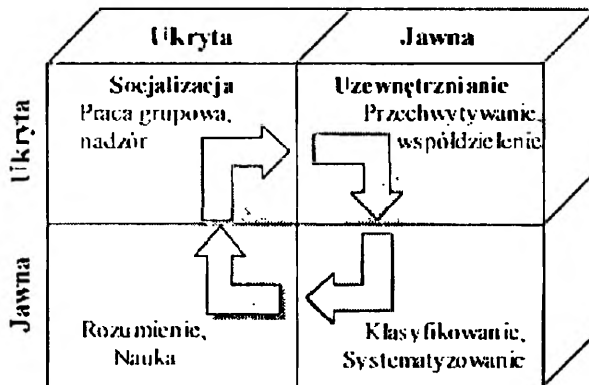 Ukryta
Jawna
Ukryta
Socjalizacja
Praca grupowa,
nadzór
Uzewnętrznianie
Przechwytywanie,
współdzielenie
Jawna
Rozumienie,
Nauka
Klasyfikowanie,
Systematyzowanie